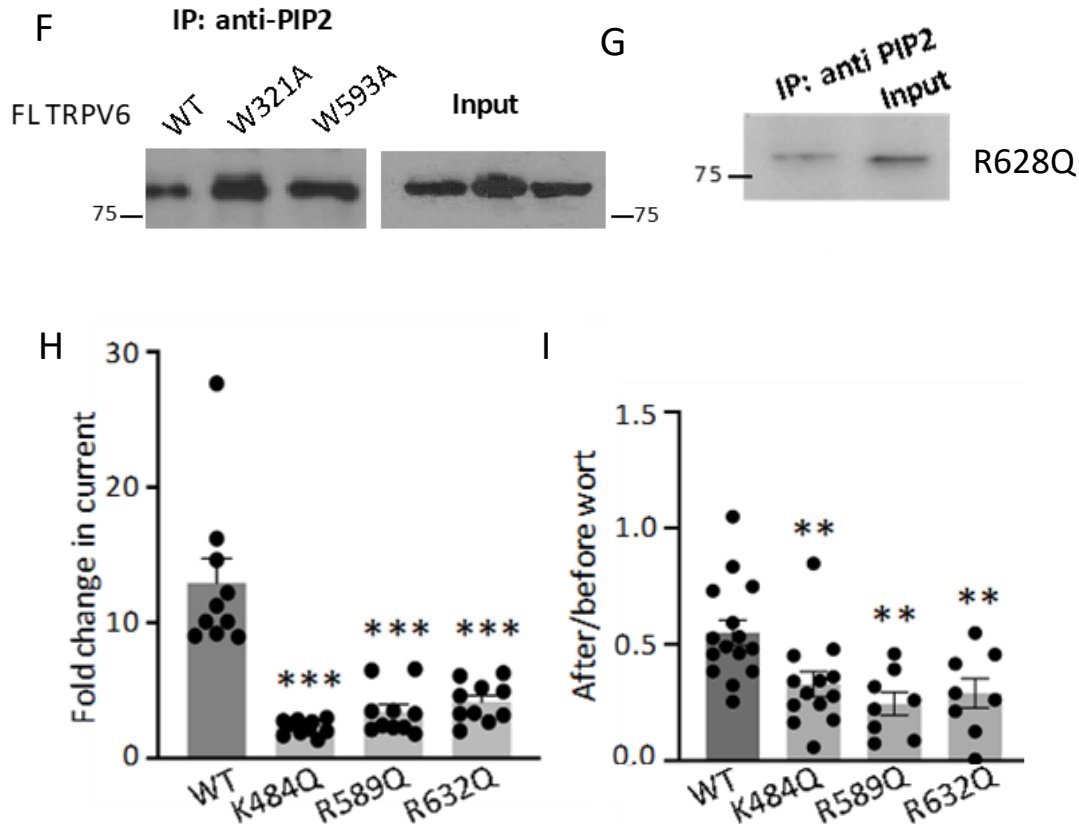 F
IP: anti-PIP2
FL TRPV6
WT
W321A
W593A
Input
75
75
G
IP: anti PIP2
Input
75
R628Q
H
Fold change in current
30
20
10
0
***
***
***
WT
K484Q
R589Q
R632Q
I
After/before wort
1.5
1.0
0.5
0.0
**
**
**
WT
K484Q
R589Q
R632Q